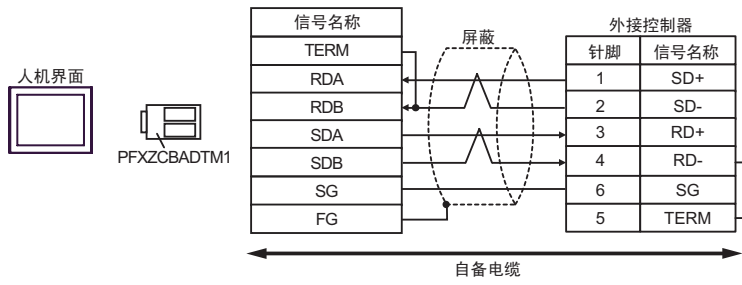 人机界面
PFXZCBADTM1
信号名称
TERM
RDA
RDB
SDA
SDB
SG
FG
屏蔽
外接控制器
针脚 信号名称
1 SD+
2 SD-
3 RD+
4 RD-
6 SG
5 TERM
自备电缆